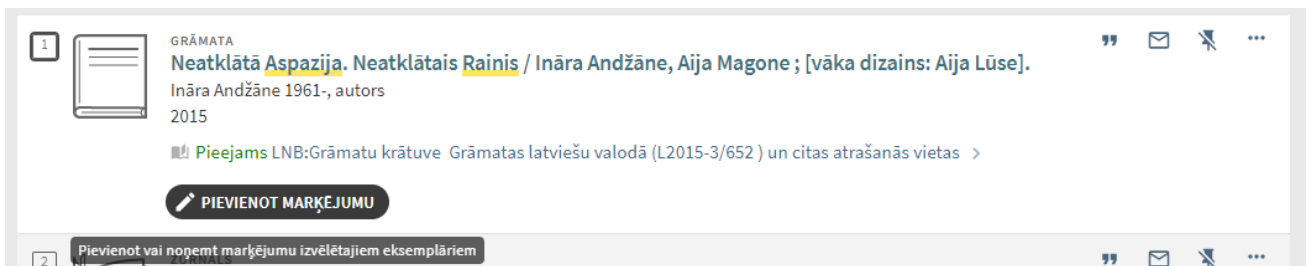 1
GRĀMATA
Neatklātā Aspazija. Neatklātais Rainis / Ināra Andžāne, Aija Magone ; [vāka dizains: Aija Lūse].
Ināra Andžāne 1961-, autors
2015
Pieejams LNB:Grāmatu krātuve Grāmatas latviešu valodā (L2015-3/652 ) un citas atrašanās vietas >
PIEVIENOT MARĶĒJUMU
Pievienot vai noņemt marķējumu izvēlētajiem eksemplāriem
2
ŽURNĀLS